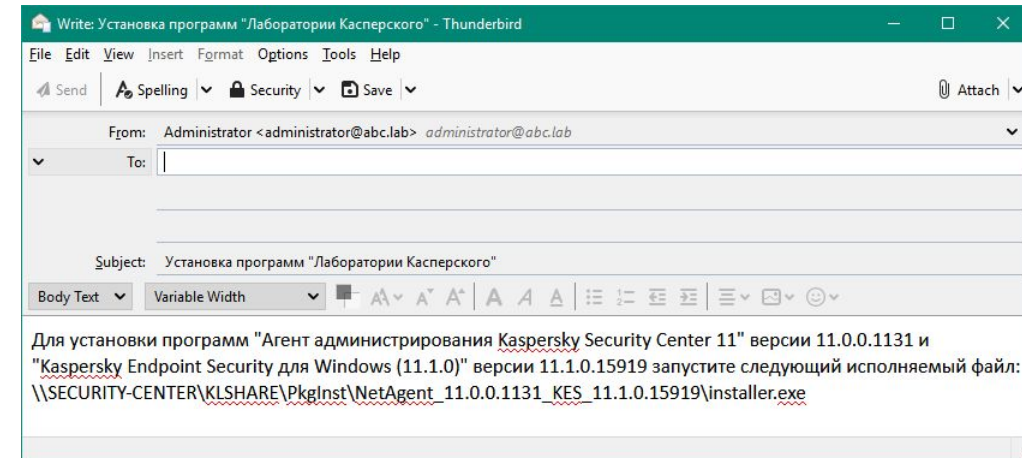 Write: Установка программ "Лаборатории Касперского" - Thunderbird
File Edit View Insert Format Options Tools Help
Send Spelling Security Save Attach
From: Administrator <administrator@abc.lab> administrator@abc.lab
To:
Subject: Установка программ "Лаборатории Касперского"
Body Text Variable Width
Для установки программ "Агент администрирования Kaspersky Security Center 11" версии 11.0.0.1131 и
"Kaspersky Endpoint Security для Windows (11.1.0)" версии 11.1.0.15919 запустите следующий исполняемый файл:
\\SECURITY-CENTER\KLSHARE\PkgInst\NetAgent_11.0.0.1131_KES_11.1.0.15919\installer.exe